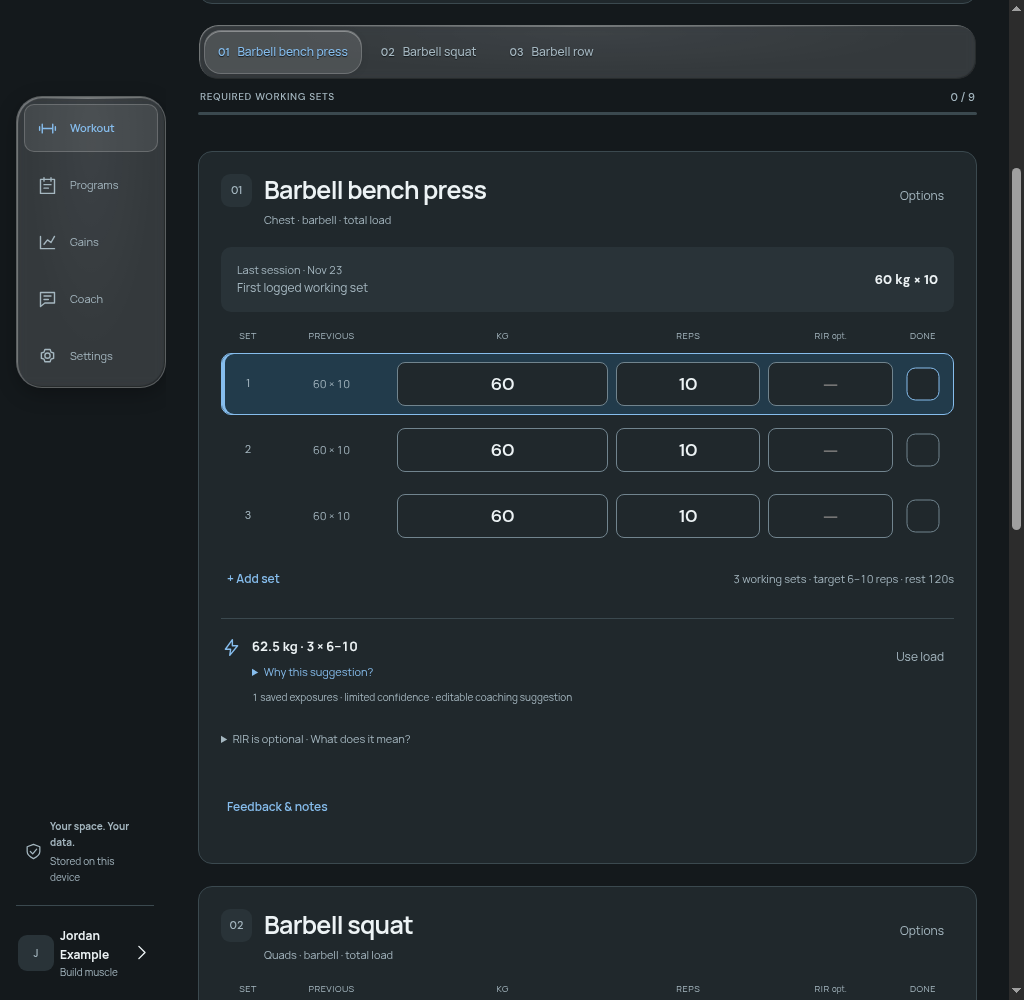 01 Barbell bench press 02 Barbell squat 03 Barbell row
REQUIRED WORKING SETS 0 / 9
Workout
Programs
Gains
Coach
Settings
01 Barbell bench press
Options
Chest · barbell · total load
Last session · Nov 23
First logged working set
60 kg × 10
SET PREVIOUS KG REPS RIR opt. DONE
1 60 × 10 60 10 —
2 60 × 10 60 10 —
3 60 × 10 60 10 —
+ Add set
3 working sets · target 6–10 reps · rest 120s
62.5 kg · 3 × 6–10
Use load
Why this suggestion?
1 saved exposures · limited confidence · editable coaching suggestion
RIR is optional · What does it mean?
Feedback & notes
02 Barbell squat
Options
Quads · barbell · total load
SET PREVIOUS KG REPS RIR opt. DONE
Your space. Your
data.
Stored on this
device
J
Jordan
Example
Build muscle